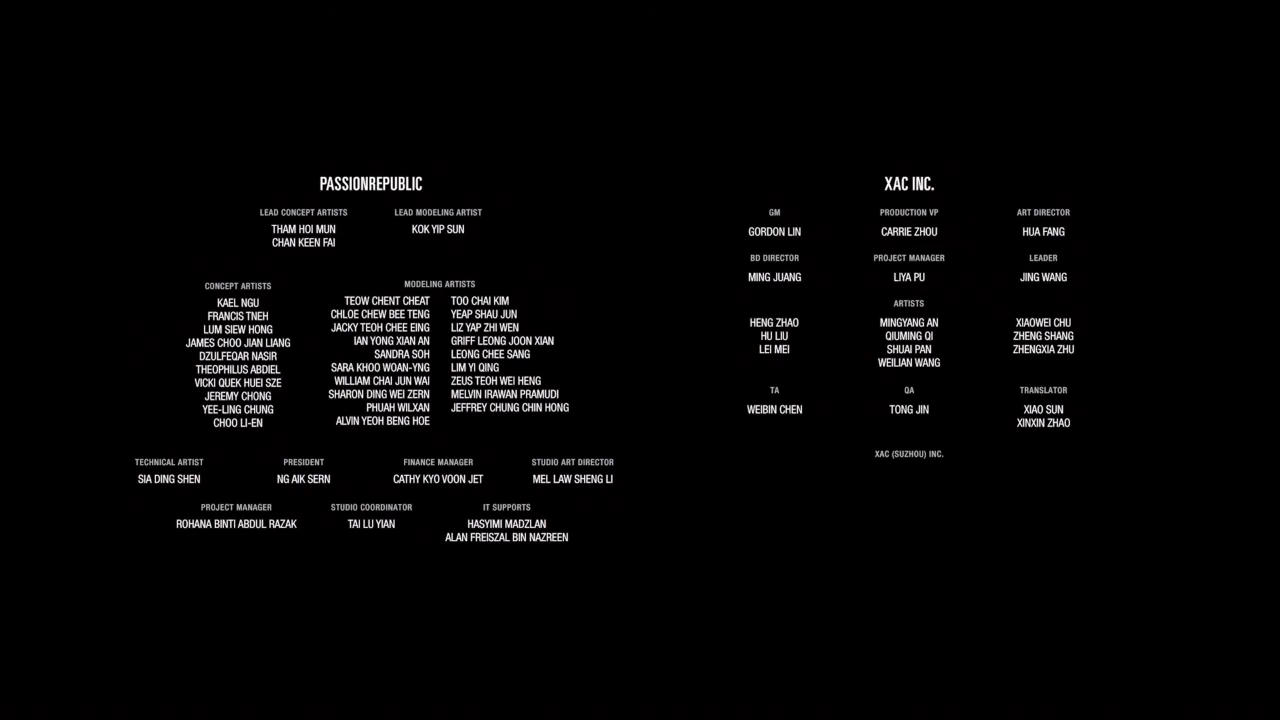 PASSIONREPUBLIC
LEAD CONCEPT ARTISTS
THAM HOI MUN
CHAN KEEN FAI
LEAD MODELING ARTIST
KOK YIP SUN
CONCEPT ARTISTS
KAEL NGU
FRANCIS TNEH
LUM SIEW HONG
JAMES CHOO JIAN LIANG
DZULFEQAR NASIR
THEOPHILUS ABDIEL
VICKI QUEK HUEI SZE
JEREMY CHONG
YEE-LING CHUNG
CHOO LI-EN
MODELING ARTISTS
TEOW CHENT CHEAT
CHLOE CHEW BEE TENG
JACKY TEOH CHEE EING
IAN YONG XIAN AN
SANDRA SOH
SARA KHOO WOAN-YNG
WILLIAM CHAI JUN WAI
SHARON DING WEI ZERN
PHUAH WILXAN
ALVIN YEOH BENG HOE
TOO CHAI KIM
YEAP SHAU JUN
LIZ YAP ZHI WEN
GRIFF LEONG JOON XIAN
LEONG CHEE SANG
LIM YI QING
ZEUS TEOH WEI HENG
MELVIN IRAWAN PRAMUDI
JEFFREY CHUNG CHIN HONG
TECHNICAL ARTIST
SIA DING SHEN
PRESIDENT
NG AIK SERN
FINANCE MANAGER
CATHY KYO VOON JET
STUDIO ART DIRECTOR
MEL LAW SHENG LI
PROJECT MANAGER
ROHANA BINTI ABDUL RAZAK
STUDIO COORDINATOR
TAI LU YIAN
IT SUPPORTS
HASYIMI MADZLAN
ALAN FREISZAL BIN NAZREEN
XAC INC.
GM
GORDON LIN
PRODUCTION VP
CARRIE ZHOU
ART DIRECTOR
HUA FANG
BD DIRECTOR
MING JUANG
PROJECT MANAGER
LIYA PU
LEADER
JING WANG
ARTISTS
HENG ZHAO
HU LIU
LEI MEI
MINGYANG AN
QIUMING QI
SHUAI PAN
WEILIAN WANG
XIAOWEI CHU
ZHENG SHANG
ZHENGXIA ZHU
TA
WEIBIN CHEN
QA
TONG JIN
TRANSLATOR
XIAO SUN
XINXIN ZHAO
XAC (SUZHOU) INC.